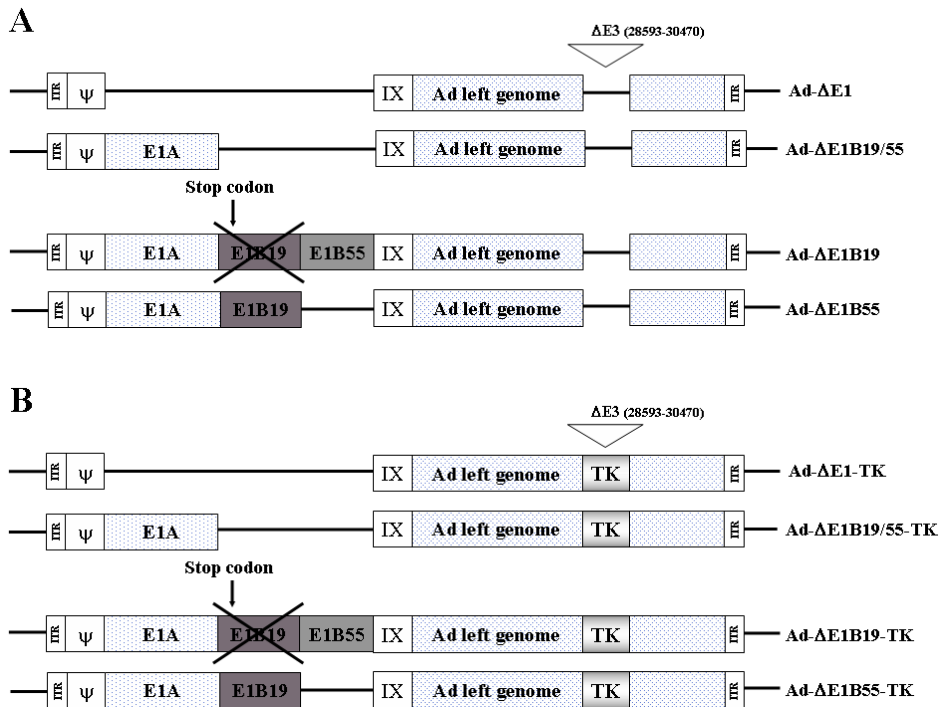 A
ΔE3 (28593-30470)
ITR Ψ IX Ad left genome ITR Ad-ΔE1
ITR Ψ E1A IX Ad left genome ITR Ad-ΔE1B19/55
Stop codon
ITR Ψ E1A E1B19 E1B55 IX Ad left genome ITR Ad-ΔE1B19
ITR Ψ E1A E1B19 IX Ad left genome ITR Ad-ΔE1B55
B
ΔE3 (28593-30470)
ITR Ψ IX Ad left genome TK ITR Ad-ΔE1-TK
ITR Ψ E1A IX Ad left genome TK ITR Ad-ΔE1B19/55-TK
Stop codon
ITR Ψ E1A E1B19 E1B55 IX Ad left genome TK ITR Ad-ΔE1B19-TK
ITR Ψ E1A E1B19 IX Ad left genome TK ITR Ad-ΔE1B55-TK